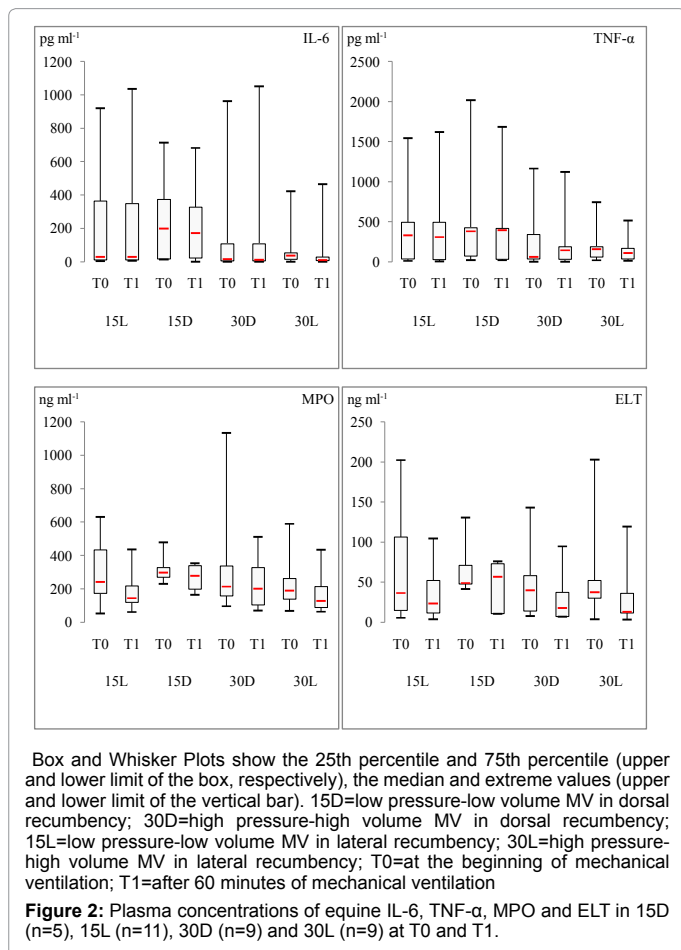 pg ml-1 IL-6
1200
1000
800
600
400
200
0
T0 T1 T0 T1 T0 T1 T0 T1
15L 15D 30D 30L
pg ml-1 TNF-α
2500
2000
1500
1000
500
0
T0 T1 T0 T1 T0 T1 T0 T1
15L 15D 30D 30L
ng ml-1 MPO
1200
1000
800
600
400
200
0
T0 T1 T0 T1 T0 T1 T0 T1
15L 15D 30D 30L
ng ml-1 ELT
250
200
150
100
50
0
T0 T1 T0 T1 T0 T1 T0 T1
15L 15D 30D 30L
Box and Whisker Plots show the 25th percentile and 75th percentile (upper
and lower limit of the box, respectively), the median and extreme values (upper
and lower limit of the vertical bar). 15D=low pressure-low volume MV in dorsal
recumbency; 30D=high pressure-high volume MV in dorsal recumbency;
15L=low pressure-low volume MV in lateral recumbency; 30L=high pressure-
high volume MV in lateral recumbency; T0=at the beginning of mechanical
ventilation; T1=after 60 minutes of mechanical ventilation
Figure 2: Plasma concentrations of equine IL-6, TNF-α, MPO and ELT in 15D
(n=5), 15L (n=11), 30D (n=9) and 30L (n=9) at T0 and T1.